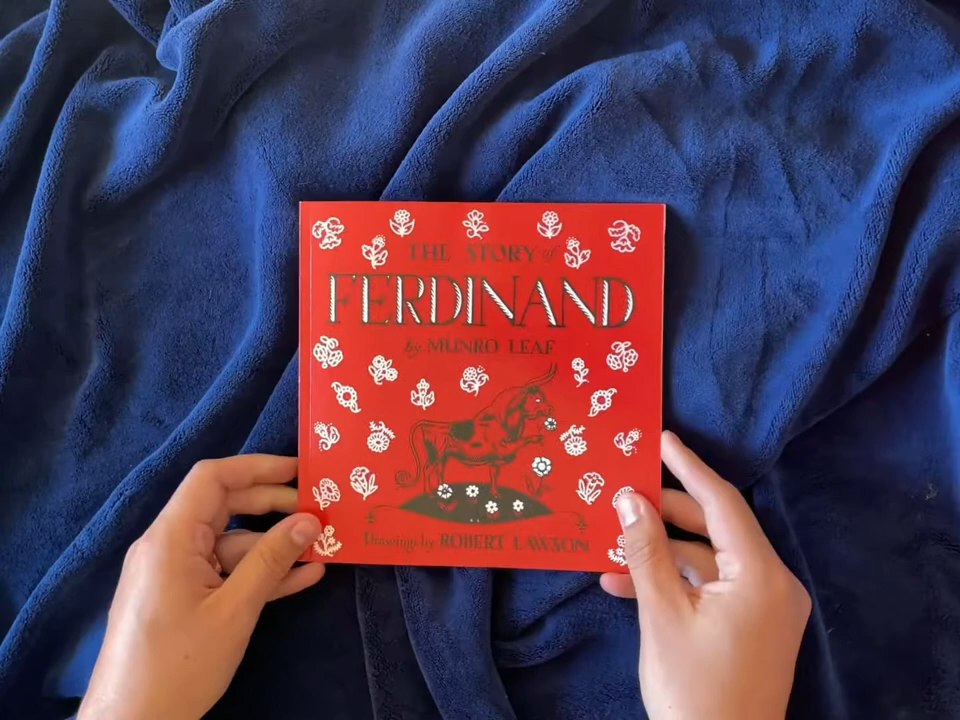 THE STORY of
FERDINAND
by MUNRO LEAF
Drawings by ROBERT LAWSON